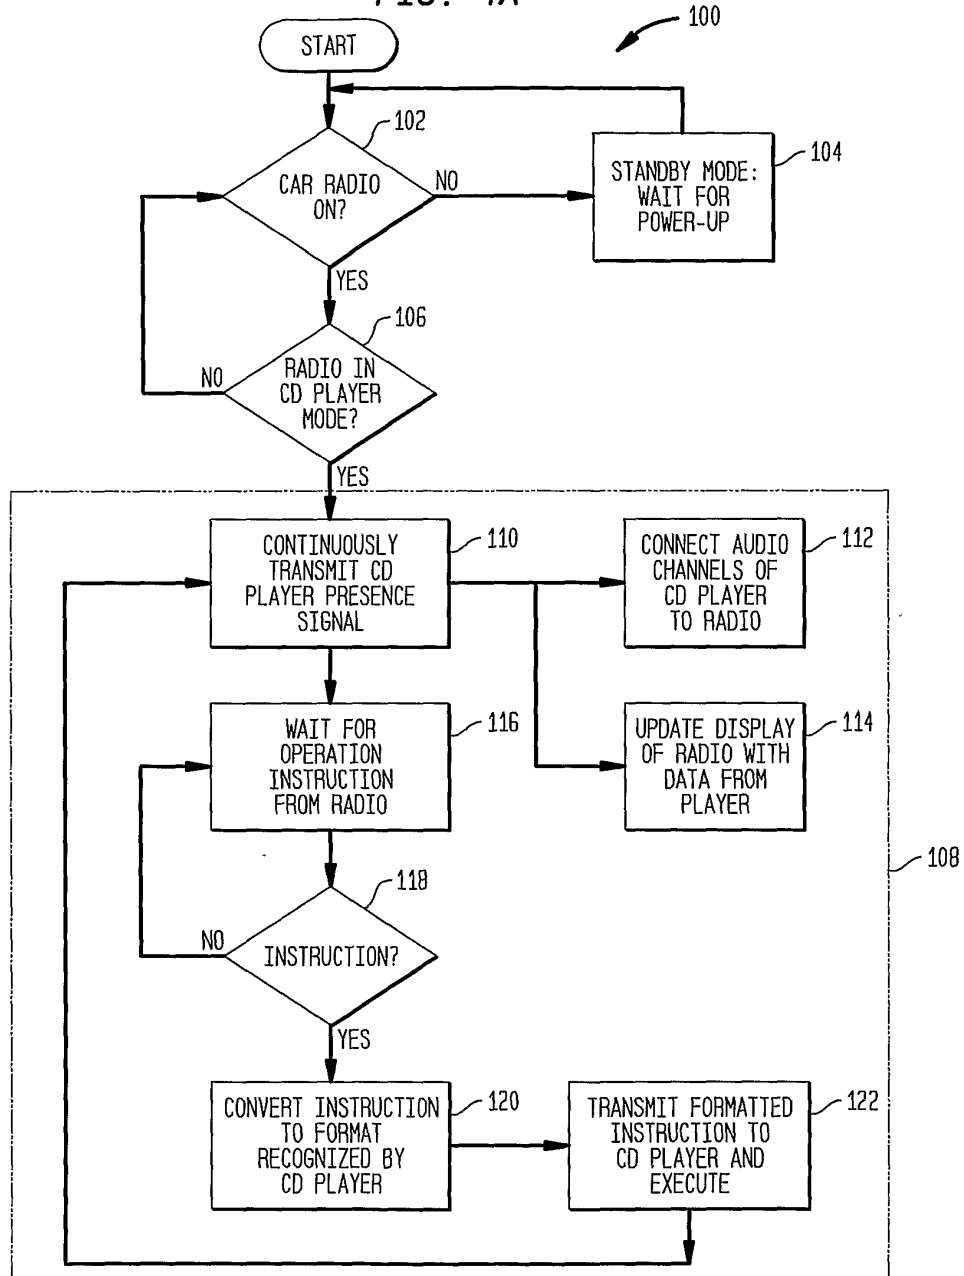 FIG. 4A
100
START
102
CAR RADIO
ON?
NO
104
STANDBY MODE:
WAIT FOR
POWER-UP
YES
106
RADIO IN
CD PLAYER
MODE?
NO
YES
110
CONTINUOUSLY
TRANSMIT CD
PLAYER PRESENCE
SIGNAL
112
CONNECT AUDIO
CHANNELS OF
CD PLAYER
TO RADIO
116
WAIT FOR
OPERATION
INSTRUCTION
FROM RADIO
114
UPDATE DISPLAY
OF RADIO WITH
DATA FROM
PLAYER
108
118
INSTRUCTION?
NO
YES
120
CONVERT INSTRUCTION
TO FORMAT
RECOGNIZED BY
CD PLAYER
122
TRANSMIT FORMATTED
INSTRUCTION TO
CD PLAYER AND
EXECUTE